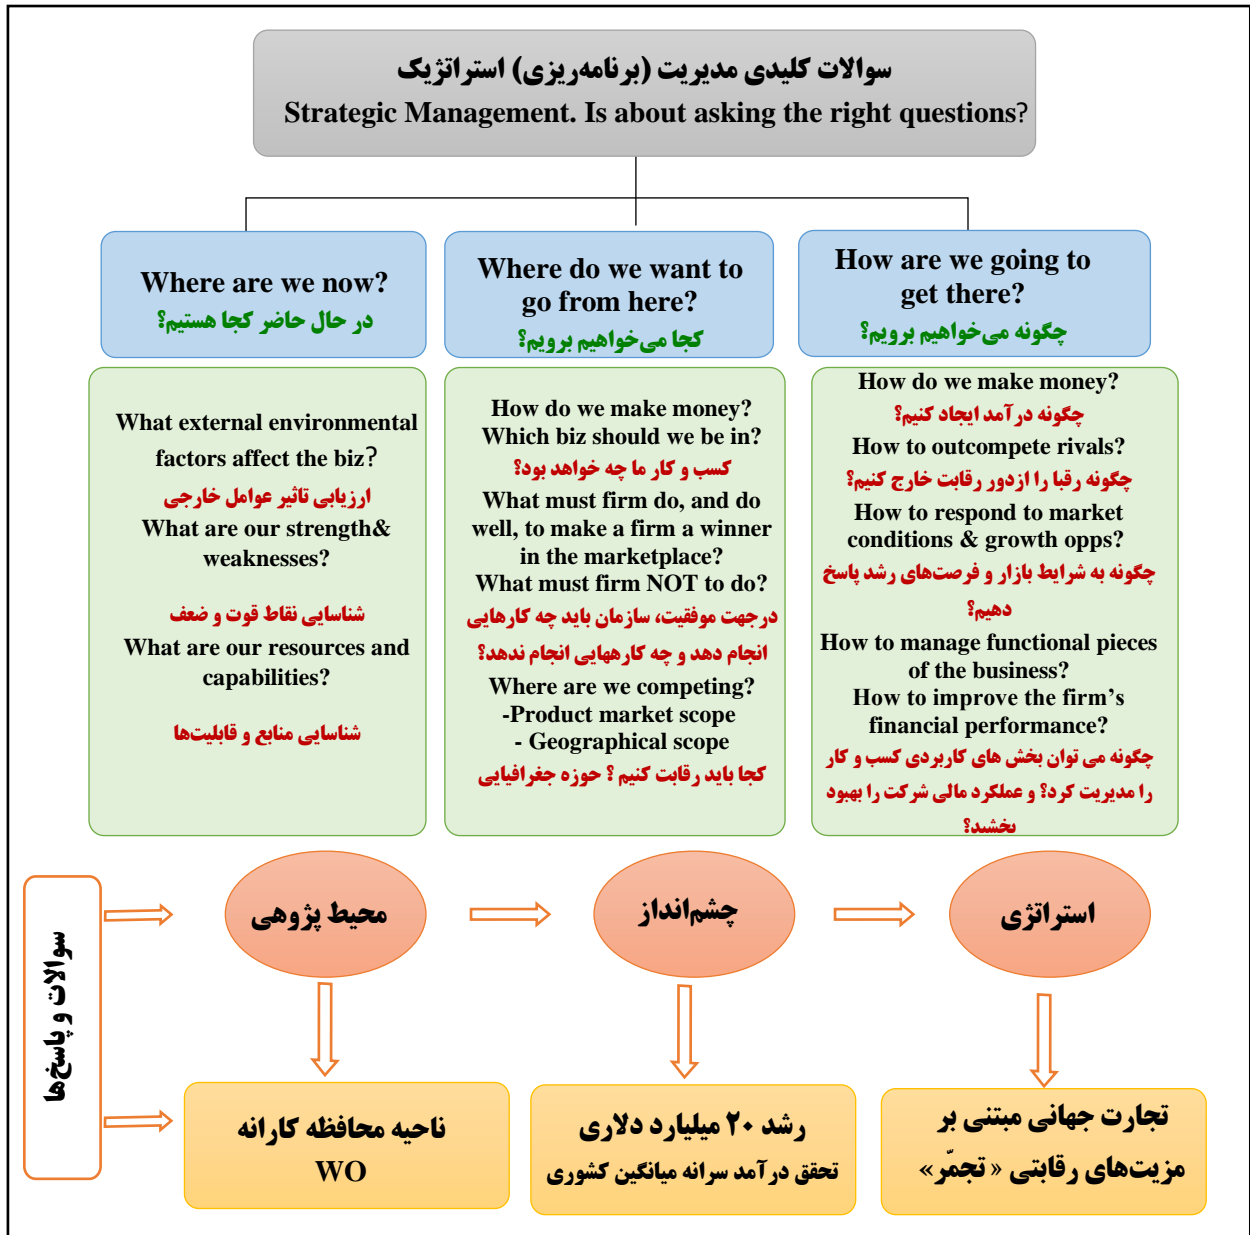 سوالات کلیدی مدیریت (برنامه‌ریزی) استراتژیک
Strategic Management. Is about asking the right questions?
Where are we now?
در حال حاضر کجا هستیم؟
Where do we want to
go from here?
کجا می‌خواهیم برویم؟
How are we going to
get there?
چگونه می‌خواهیم برویم؟
What external environmental
factors affect the biz?
ارزیابی تاثیر عوامل خارجی
What are our strength&
weaknesses?
شناسایی نقاط قوت و ضعف
What are our resources and
capabilities?
شناسایی منابع و قابلیت‌ها
How do we make money?
Which biz should we be in?
کسب و کار ما چه خواهد بود؟
What must firm do, and do
well, to make a firm a winner
in the marketplace?
What must firm NOT to do?
درجهت موفقیت، سازمان باید چه کارهایی
انجام دهد و چه کارههایی انجام ندهد؟
Where are we competing?
-Product market scope
- Geographical scope
کجا باید رقابت کنیم ؟ حوزه جغرافیایی
How do we make money?
چگونه درآمد ایجاد کنیم؟
How to outcompete rivals?
چگونه رقبا را ازدور رقابت خارج کنیم؟
How to respond to market
conditions & growth opps?
چگونه به شرایط بازار و فرصت‌های رشد پاسخ
دهیم؟
How to manage functional pieces
of the business?
How to improve the firm’s
financial performance?
چگونه می توان بخش های کاربردی کسب و کار
را مدیریت کرد؟ و عملکرد مالی شرکت را بهبود
بخشید؟
سوالات و پاسخ‌ها
محیط پژوهی
چشم‌انداز
استراتژی
ناحیه محافظه کارانه
WO
رشد ۲۰ میلیارد دلاری
تحقق درآمد سرانه میانگین کشوری
تجارت جهانی مبتنی بر
مزیت‌های رقابتی « تجمّر»